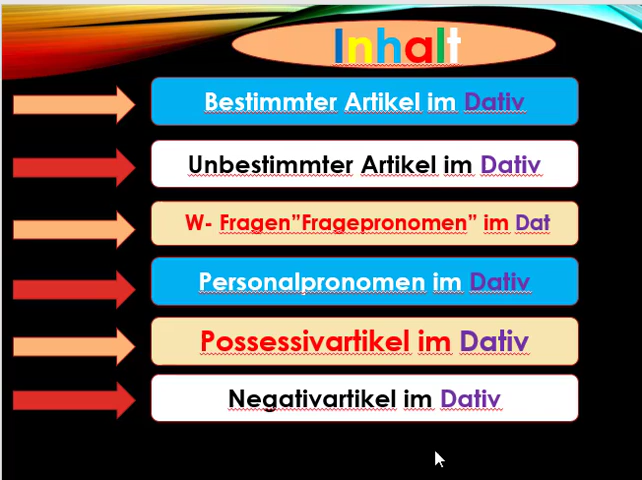 Inhalt
Bestimmter Artikel im Dativ
Unbestimmter Artikel im Dativ
W- Fragen”Fragepronomen” im Dat
Personalpronomen im Dativ
Possessivartikel im Dativ
Negativartikel im Dativ